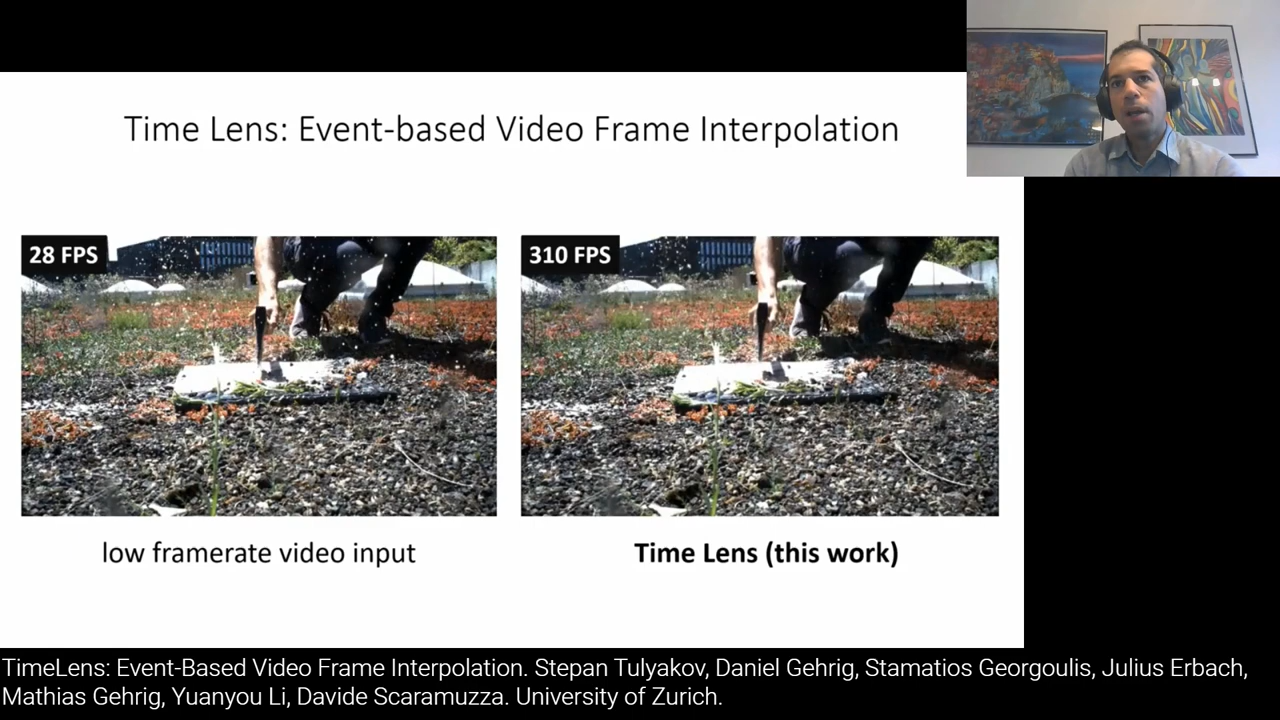 Time Lens: Event-based Video Frame Interpolation
28 FPS
310 FPS
low framerate video input
Time Lens (this work)
TimeLens: Event-Based Video Frame Interpolation. Stepan Tulyakov, Daniel Gehrig, Stamatios Georgoulis, Julius Erbach,
Mathias Gehrig, Yuanyou Li, Davide Scaramuzza. University of Zurich.